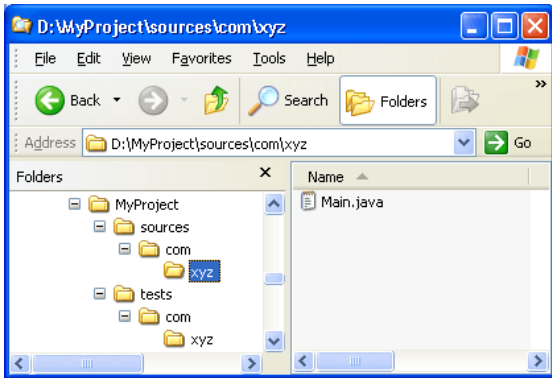 D:\MyProject\sources\com\xyz
File Edit View Favorites Tools Help
Back Search Folders »
Address D:\MyProject\sources\com\xyz Go
Folders x Name
MyProject Main.java
sources
com
xyz
tests
com
xyz